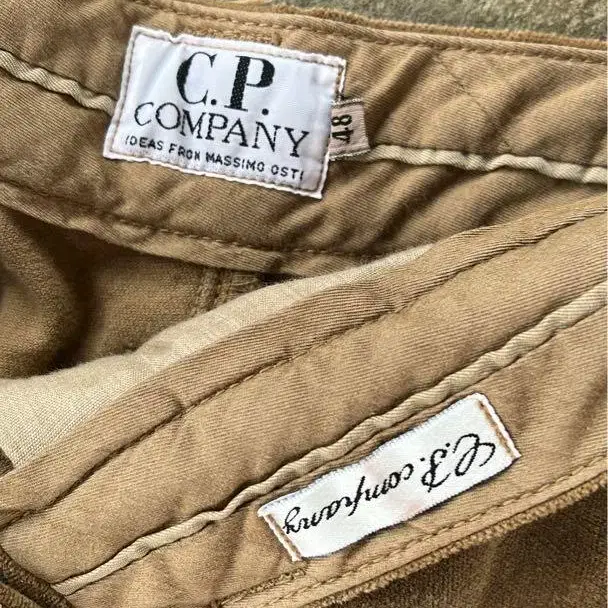 C.P.
COMPANY
IDEAS FROM MASSIMO OSTI
48
C.P. company